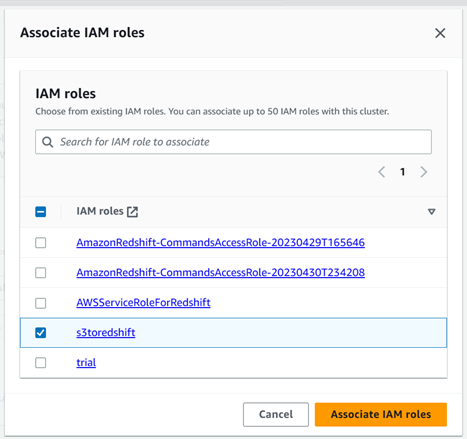 Associate IAM roles
IAM roles
Choose from existing IAM roles. You can associate up to 50 IAM roles with this cluster.
Search for IAM role to associate
1
IAM roles
AmazonRedshift-CommandsAccessRole-20230429T165646
AmazonRedshift-CommandsAccessRole-20230430T234208
AWSServiceRoleForRedshift
s3toredshift
trial
Cancel
Associate IAM roles